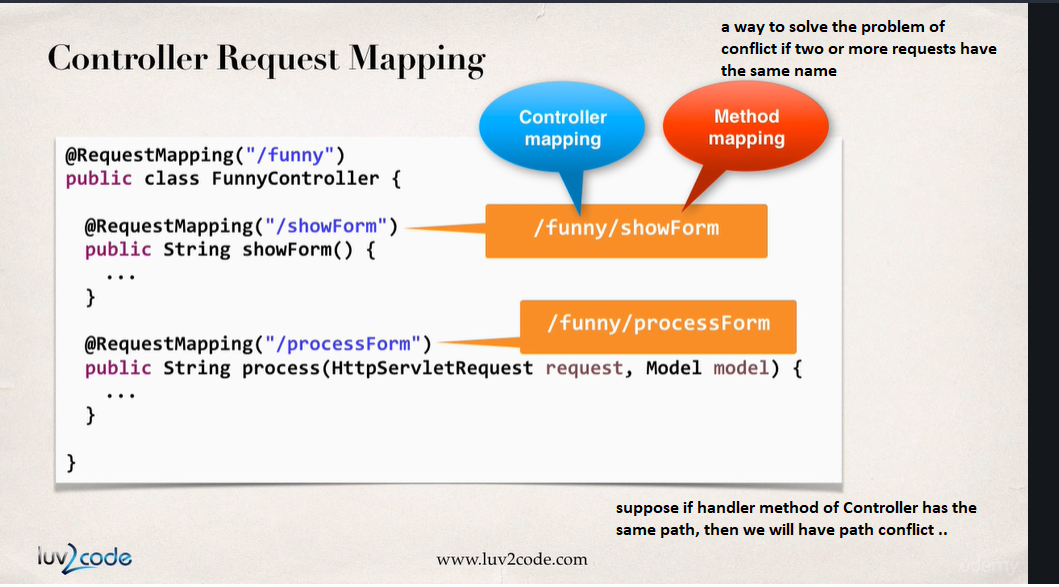 a way to solve the problem of
conflict if two or more requests have
the same name
Controller Request Mapping
Controller
mapping
Method
mapping
@RequestMapping("/funny")
public class FunnyController {
@RequestMapping("/showForm")
/funny/showForm
public String showForm() {
...
}
/funny/processForm
@RequestMapping("/processForm")
public String process(HttpServletRequest request, Model model) {
...
}
}
suppose if handler method of Controller has the
same path, then we will have path conflict ..
luv2code
www.luv2code.com
udemy